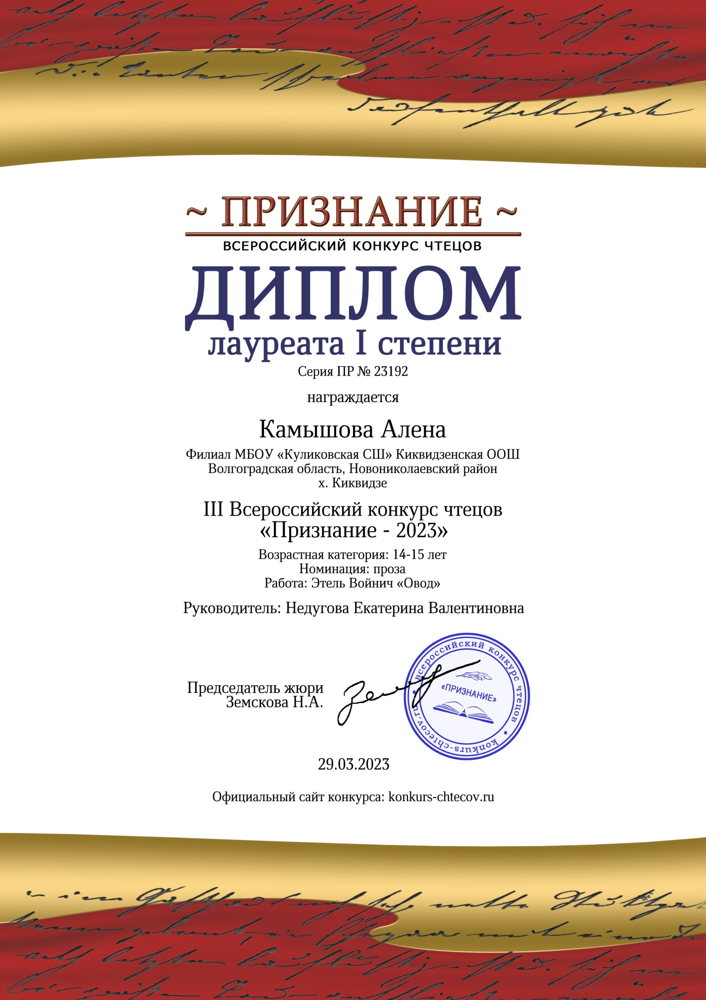 ~ ПРИЗНАНИЕ ~
ВСЕРОССИЙСКИЙ КОНКУРС ЧТЕЦОВ
ДИПЛОМ
лауреата I степени
Серия ПР № 23192
награждается
Камышова Алена
Филиал МБОУ «Куликовская СШ» Киквидзенская ООШ
Волгоградская область, Новониколаевский район
х. Киквидзе
III Всероссийский конкурс чтецов
«Признание - 2023»
Возрастная категория: 14-15 лет
Номинация: проза
Работа: Этель Войнич «Овод»
Руководитель: Недугова Екатерина Валентиновна
Председатель жюри
Земскова Н.А.
всероссийский конкурс чтецов
«ПРИЗНАНИЕ»
konkurs-chtecov.ru
29.03.2023
Официальный сайт конкурса: konkurs-chtecov.ru